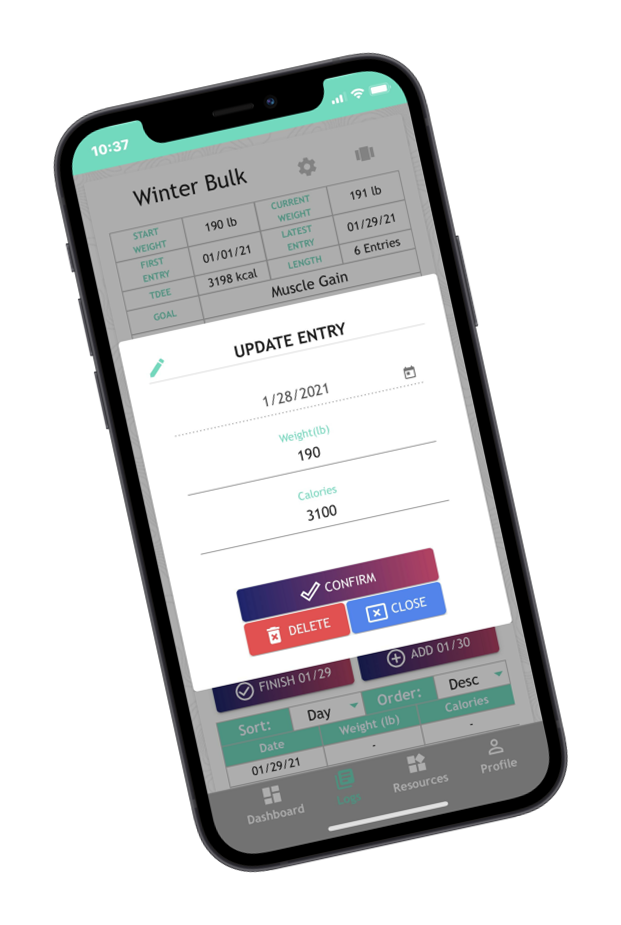 10:37
Winter Bulk
START WEIGHT 190 lb CURRENT WEIGHT 191 lb
FIRST ENTRY 01/01/21 LATEST ENTRY 01/29/21
TDEE 3198 kcal LENGTH 6 Entries
GOAL Muscle Gain
UPDATE ENTRY
1/28/2021
Weight(lb)
190
Calories
3100
CONFIRM
DELETE CLOSE
FINISH 01/29 ADD 01/30
Sort: Day Order: Desc
Date Weight (lb) Calories
01/29/21 - -
Dashboard Logs Resources Profile